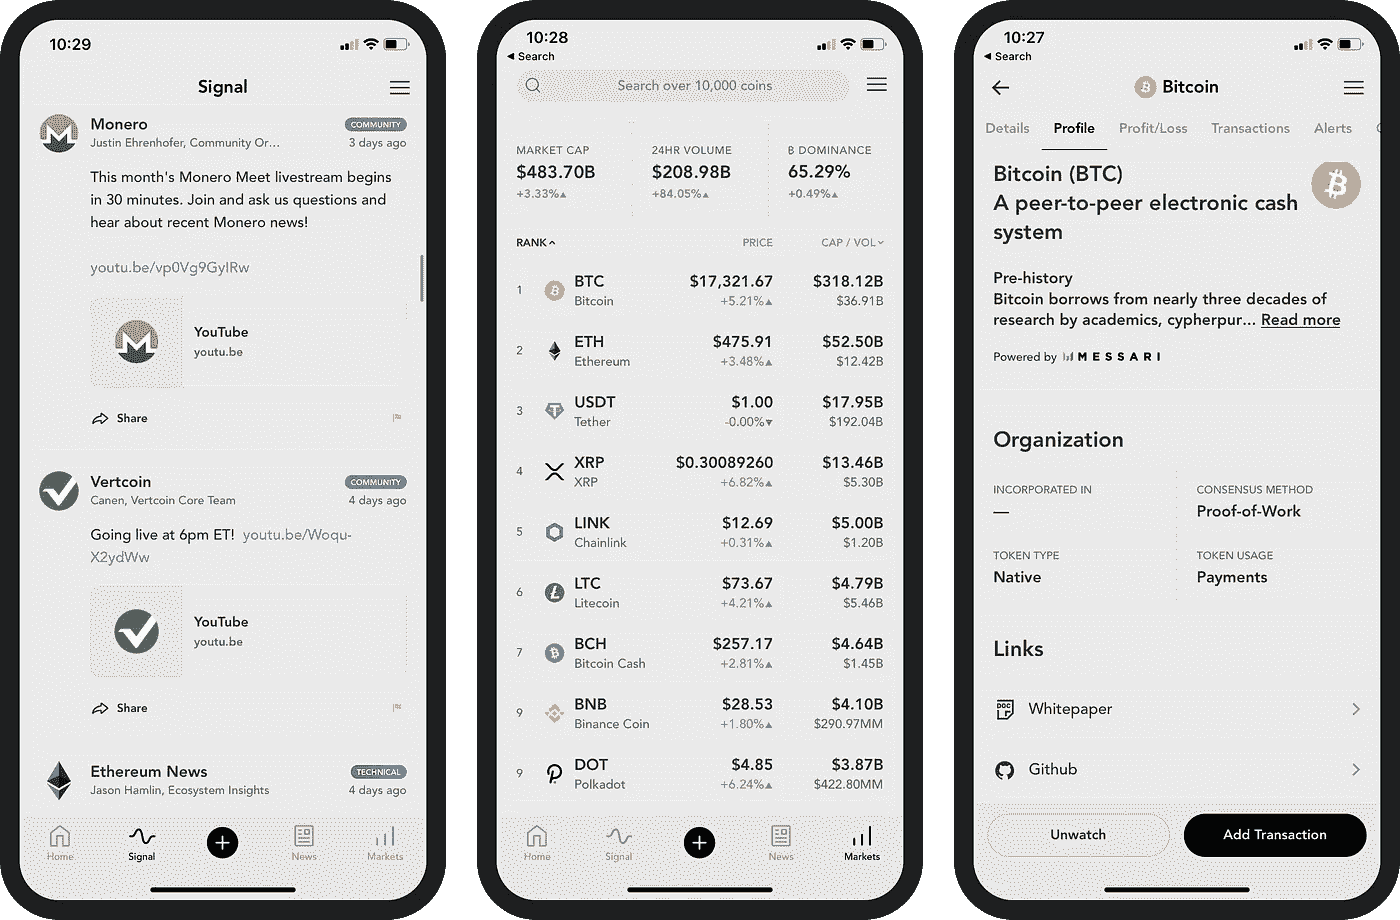 10:29
Signal
Monero
COMMUNITY
Justin Ehrenhofer, Community Or...
3 days ago
This month's Monero Meet livestream begins
in 30 minutes. Join and ask us questions and
hear about recent Monero news!
youtu.be/vp0Vg9GyIRw
YouTube
youtu.be
Share
Vertcoin
COMMUNITY
Canen, Vertcoin Core Team
4 days ago
Going live at 6pm ET! youtu.be/Woqu-
X2ydWw
YouTube
youtu.be
Share
Ethereum News
TECHNICAL
Jason Hamlin, Ecosystem Insights
4 days ago
Home
Signal
News
Markets
10:28
Search
Search over 10,000 coins
MARKET CAP
$483.70B
+3.33%▲
24HR VOLUME
$208.98B
+84.05%▲
B DOMINANCE
65.29%
+0.49%▲
RANK
PRICE
CAP / VOL
1 BTC $17,321.67 $318.12B
Bitcoin +5.21%▲ $36.91B
2 ETH $475.91 $52.50B
Ethereum +3.48%▲ $12.42B
3 USDT $1.00 $17.95B
Tether -0.00%▼ $192.04B
4 XRP $0.30089260 $13.46B
XRP +6.82%▲ $5.30B
5 LINK $12.69 $5.00B
Chainlink +0.31%▲ $1.20B
6 LTC $73.67 $4.79B
Litecoin +4.21%▲ $5.46B
7 BCH $257.17 $4.64B
Bitcoin Cash +2.81%▲ $1.45B
9 BNB $28.53 $4.10B
Binance Coin +1.80%▲ $290.97MM
9 DOT $4.85 $3.87B
Polkadot +6.24%▲ $422.80MM
Home
Signal
News
Markets
10:27
Search
Bitcoin
Details
Profile
Profit/Loss
Transactions
Alerts
Bitcoin (BTC)
A peer-to-peer electronic cash
system
Pre-history
Bitcoin borrows from nearly three decades of
research by academics, cypherpur... Read more
Powered by MESSARI
Organization
INCORPORATED IN
—
CONSENSUS METHOD
Proof-of-Work
TOKEN TYPE
Native
TOKEN USAGE
Payments
Links
DOC
Whitepaper
Github
Unwatch
Add Transaction